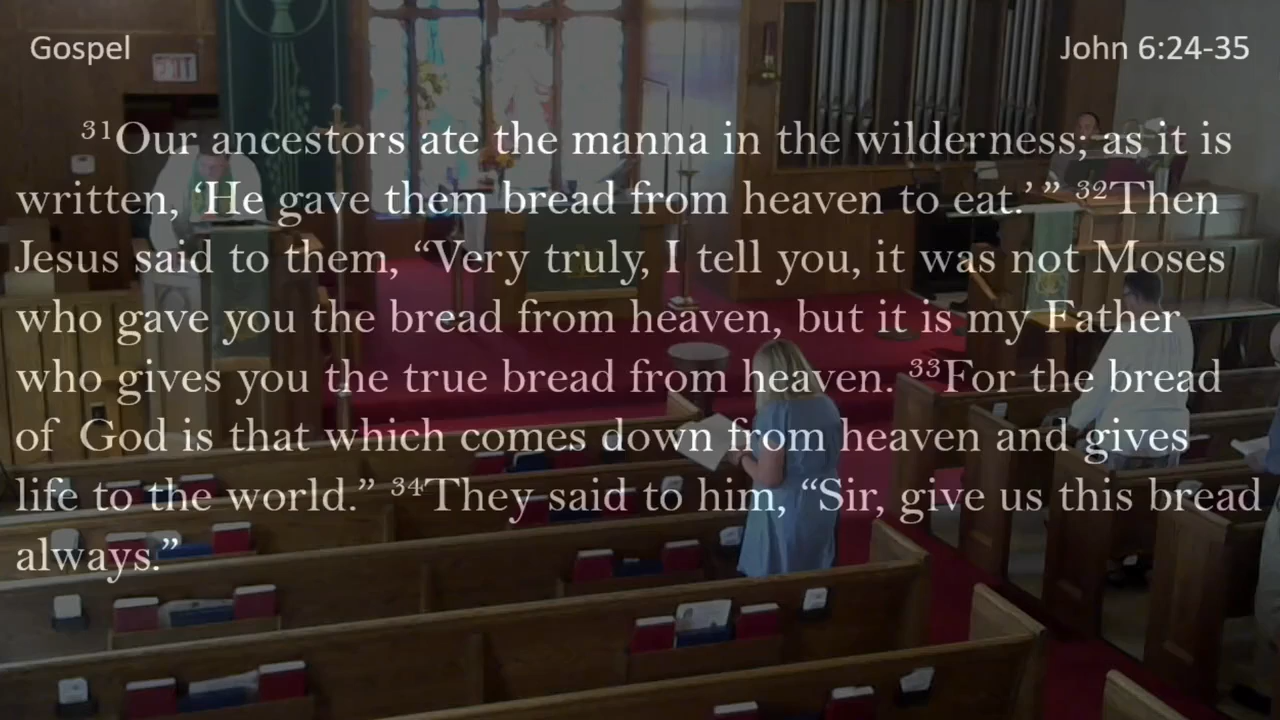 Gospel
John 6:24-35
³¹Our ancestors ate the manna in the wilderness; as it is
written, ‘He gave them bread from heaven to eat.’ ” ³²Then
Jesus said to them, “Very truly, I tell you, it was not Moses
who gave you the bread from heaven, but it is my Father
who gives you the true bread from heaven. ³³For the bread
of God is that which comes down from heaven and gives
life to the world.” ³⁴They said to him, “Sir, give us this bread
always.”
EXIT